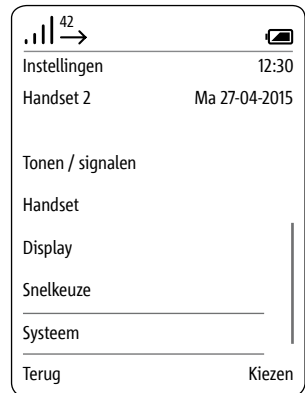 42
Instellingen 12:30
Handset 2 Ma 27-04-2015
Tonen / signalen
Handset
Display
Snelkeuze
Systeem
Terug Kiezen